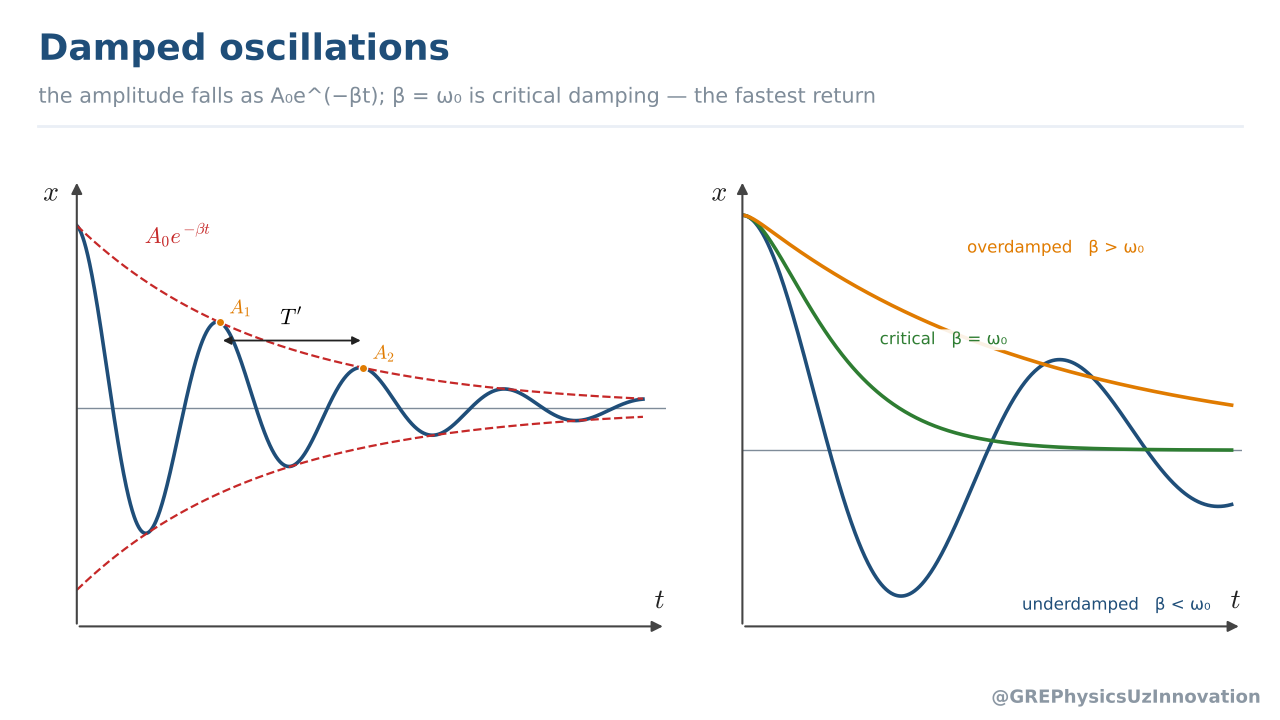 Damped oscillations
the amplitude falls as A₀e^(−βt); β = ω₀ is critical damping — the fastest return
x
A₀e^{−βt}
A₁
T′
A₂
t
x
overdamped β > ω₀
critical β = ω₀
underdamped β < ω₀
t
@GREPhysicsUzInnovation